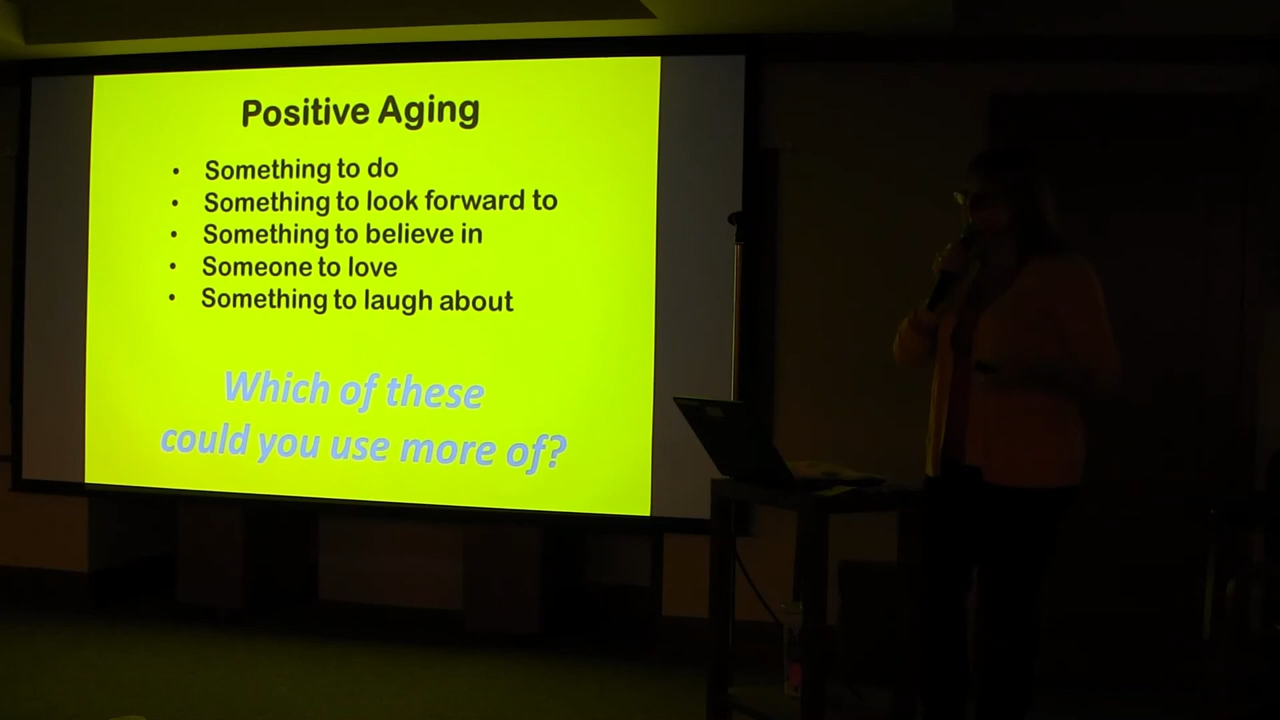 Positive Aging
• Something to do
• Something to look forward to
• Something to believe in
• Someone to love
• Something to laugh about
Which of these
could you use more of?